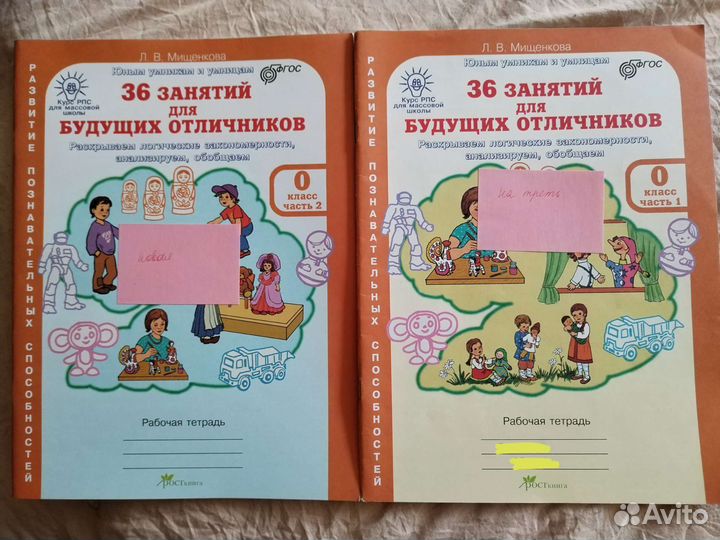 Л. В. Мищенкова
Юным умникам и умницам
ФГОС
Курс РПС
для массовой
школы
36 ЗАНЯТИЙ
для
БУДУЩИХ ОТЛИЧНИКОВ
Раскрываем логические закономерности,
анализируем, обобщаем
0
класс
часть 2
РАЗВИТИЕ ПОЗНАВАТЕЛЬНЫХ СПОСОБНОСТЕЙ
новая
Рабочая тетрадь
РОСТкнига
Л. В. Мищенкова
Юным умникам и умницам
ФГОС
Курс РПС
для массовой
школы
36 ЗАНЯТИЙ
для
БУДУЩИХ ОТЛИЧНИКОВ
Раскрываем логические закономерности,
анализируем, обобщаем
0
класс
часть 1
РАЗВИТИЕ ПОЗНАВАТЕЛЬНЫХ СПОСОБНОСТЕЙ
на треть
Рабочая тетрадь
РОСТкнига
Avito